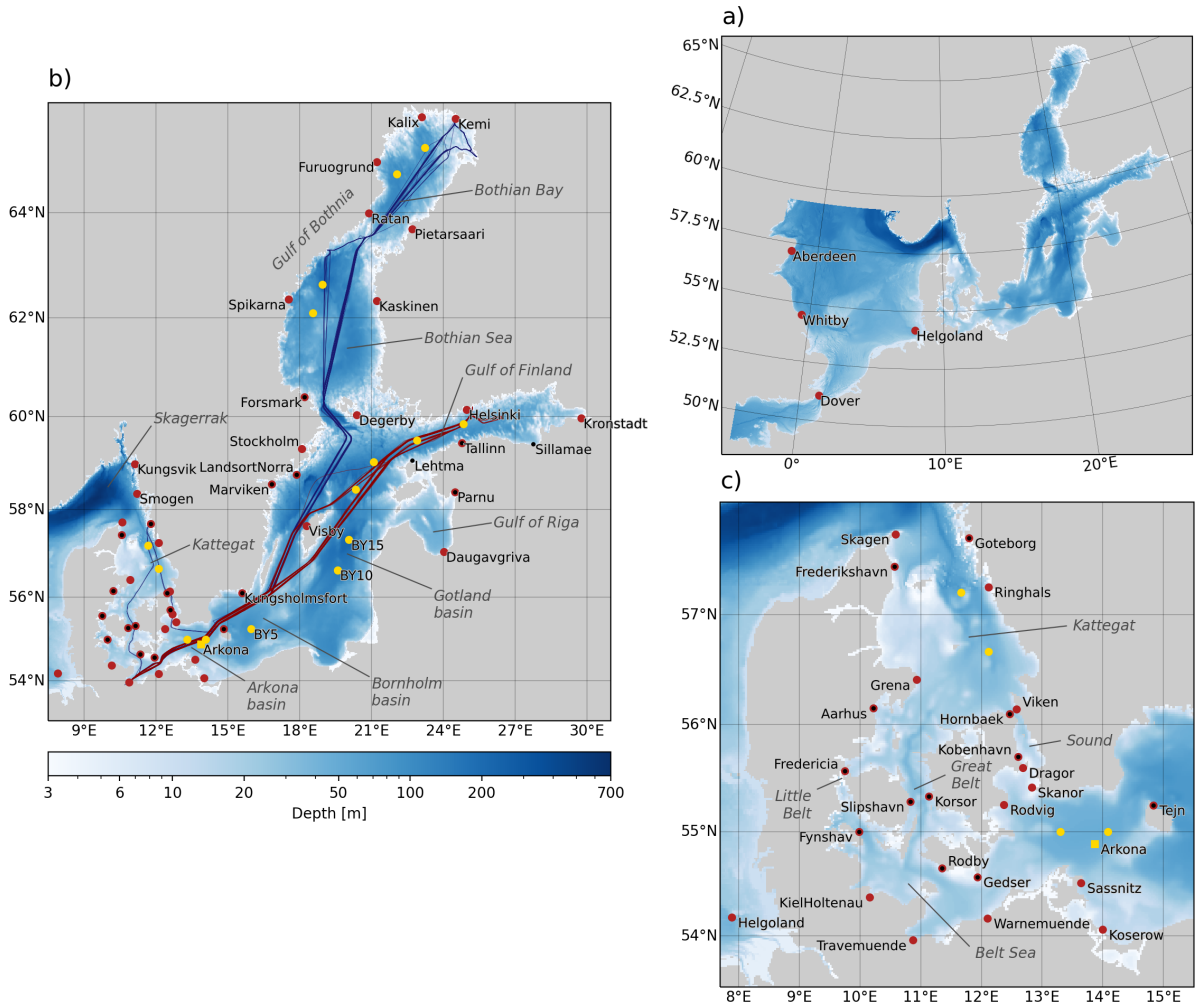 a)
65°N
62.5°N
60°N
57.5°N
55°N
52.5°N
50°N
0°
10°E
20°E
Aberdeen
Whitby
Helgoland
Dover
b)
64°N
62°N
60°N
58°N
56°N
54°N
9°E
12°E
15°E
18°E
21°E
24°E
27°E
30°E
Kalix
Kemi
Furuogrund
Bothian Bay
Gulf of Bothnia
Ratan
Pietarsaari
Spikarna
Kaskinen
Bothian Sea
Gulf of Finland
Forsmark
Degerby
Helsinki
Kronstadt
Skagerrak
Stockholm
Tallinn
Sillamae
Kungsvik
LandsortNorra
Lehtma
Smogen
Marviken
Parnu
Visby
Gulf of Riga
Kattegat
BY15
Daugavgriva
BY10
Kungsholmsfort
Gotland
basin
BY5
Arkona
Arkona
basin
Bornholm
basin
3
6
10
20
50
100
200
700
Depth [m]
c)
57°N
56°N
55°N
54°N
8°E
9°E
10°E
11°E
12°E
13°E
14°E
15°E
Skagen
Goteborg
Frederikshavn
Ringhals
Kattegat
Grena
Aarhus
Viken
Hornbaek
Sound
Kobenhavn
Fredericia
Great
Belt
Dragor
Skanor
Little
Belt
Slipshavn
Korsor
Rodvig
Tejn
Fynshav
Arkona
Rodby
Gedser
Sassnitz
KielHoltenau
Helgoland
Warnemuende
Koserow
Travemuende
Belt Sea